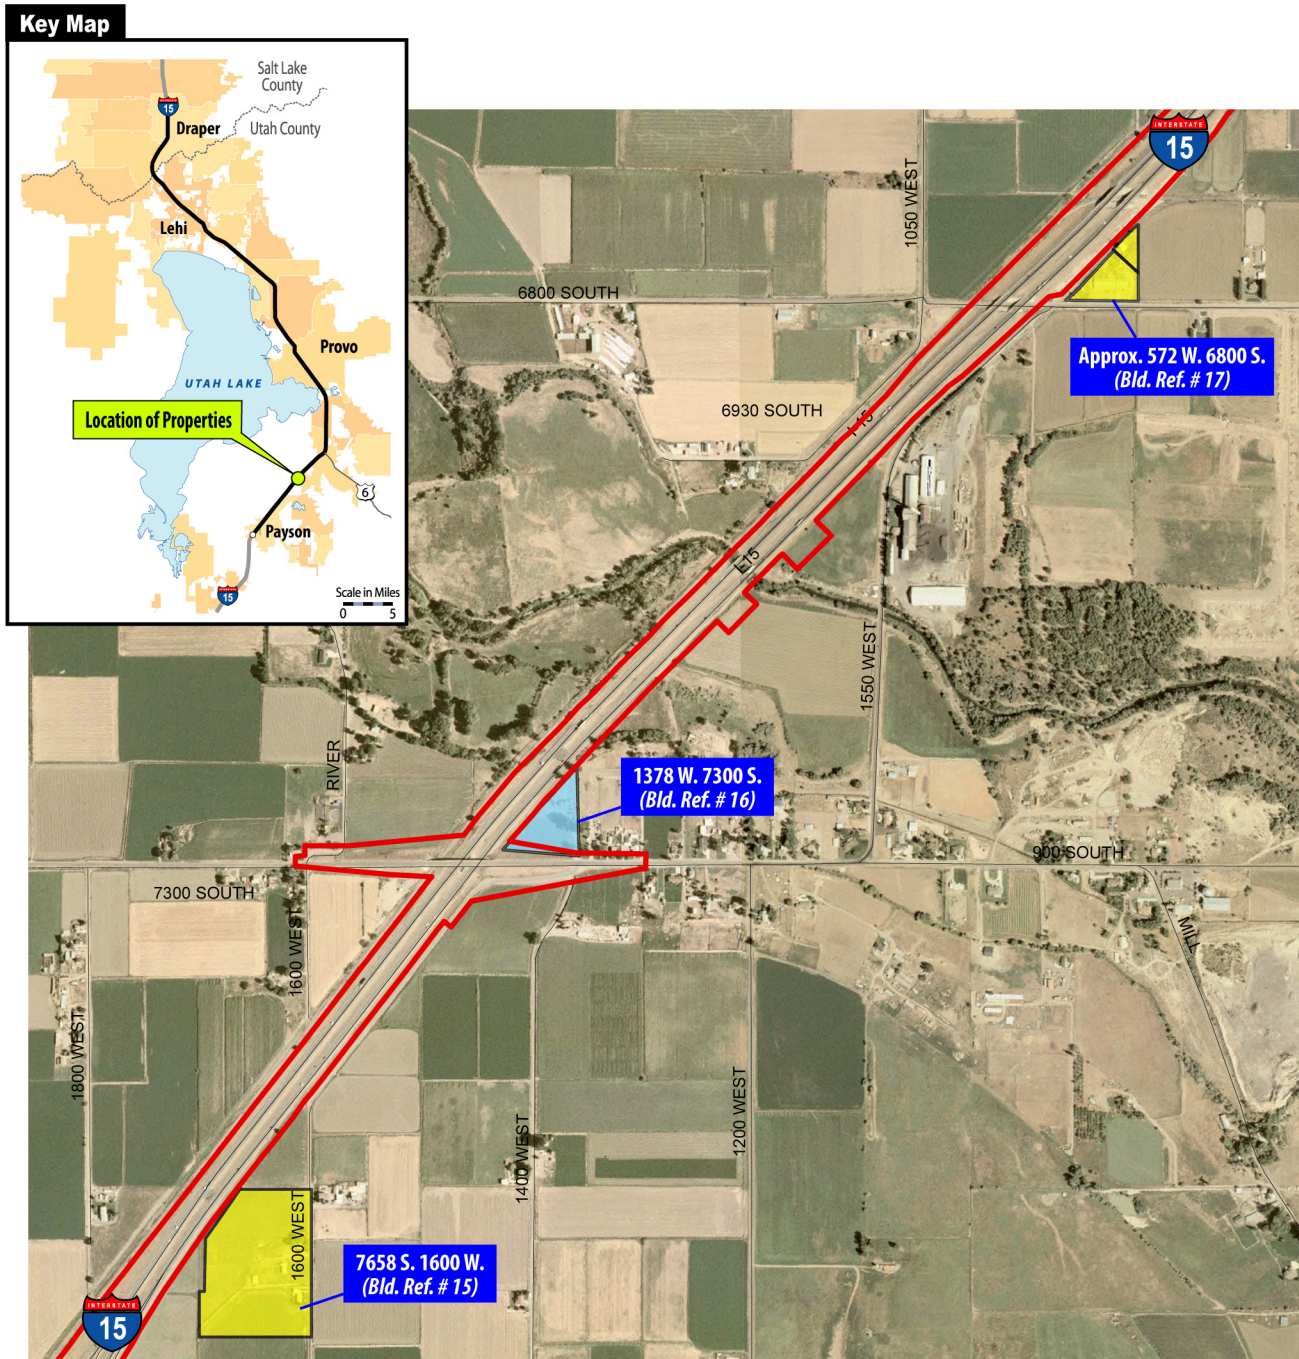 Key Map
Salt Lake
County
INTERSTATE
15
Draper
Utah County
Lehi
Provo
UTAH LAKE
Location of Properties
6
Payson
INTERSTATE
15
Scale in Miles
0 5
INTERSTATE
15
1050 WEST
6800 SOUTH
Approx. 572 W. 6800 S.
(Bld. Ref. # 17)
6930 SOUTH
I-15
I-15
1550 WEST
RIVER
1378 W. 7300 S.
(Bld. Ref. # 16)
900 SOUTH
7300 SOUTH
1600 WEST
MILL
1800 WEST
1200 WEST
1400 WEST
1600 WEST
7658 S. 1600 W.
(Bld. Ref. # 15)
INTERSTATE
15